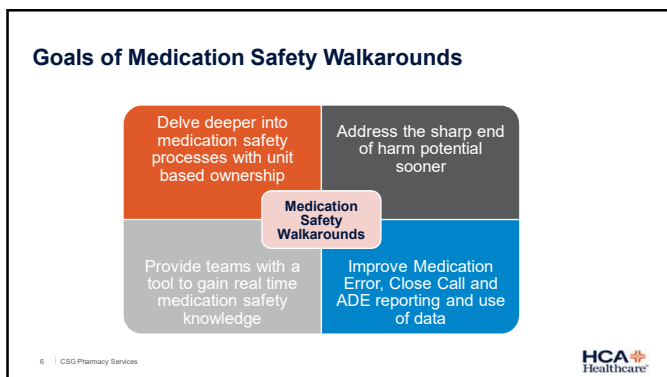 Goals of Medication Safety Walkarounds
Delve deeper into
medication safety
processes with unit
based ownership
Address the sharp end
of harm potential
sooner
Medication
Safety
Walkarounds
Provide teams with a
tool to gain real time
medication safety
knowledge
Improve Medication
Error, Close Call and
ADE reporting and use
of data
6 | CSG Pharmacy Services
HCA
Healthcare™